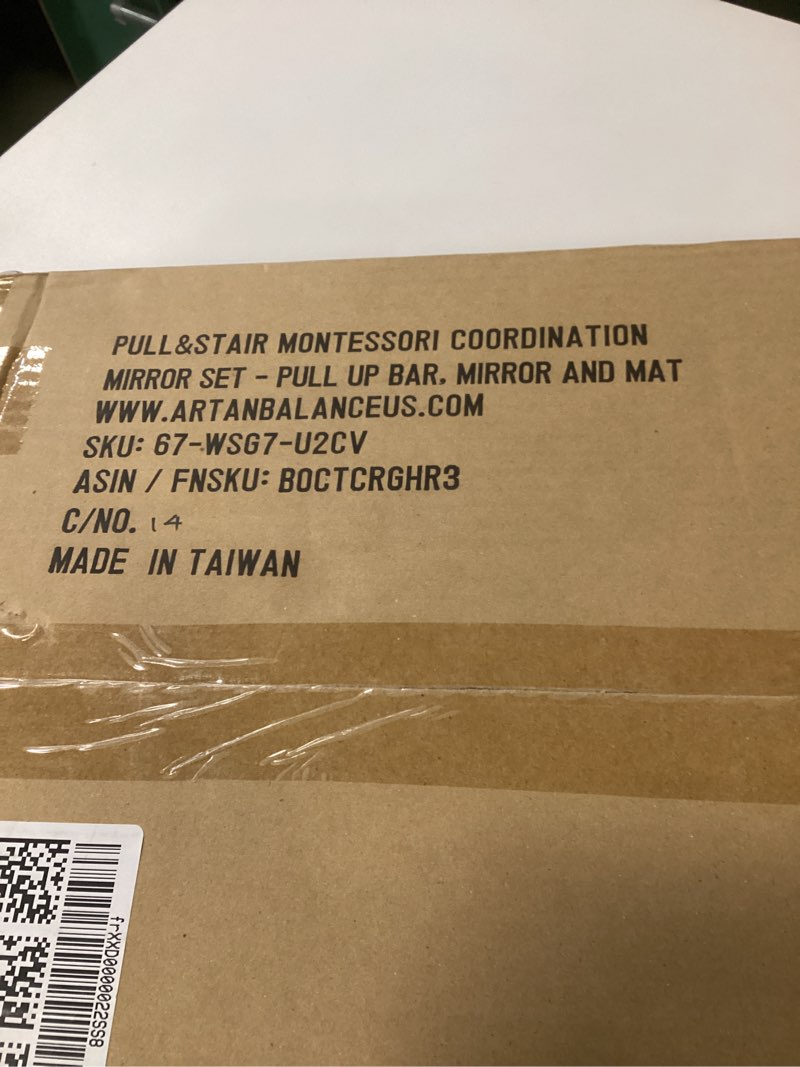 PULL&STAIR MONTESSORI COORDINATION
MIRROR SET - PULL UP BAR, MIRROR AND MAT
WWW.ARTANBALANCEUS.COM
SKU: 67-WSG7-U2CV
ASIN / FNSKU: B0CTCRGHR3
C/NO. 14
MADE IN TAIWAN
frXXD0000022SS8